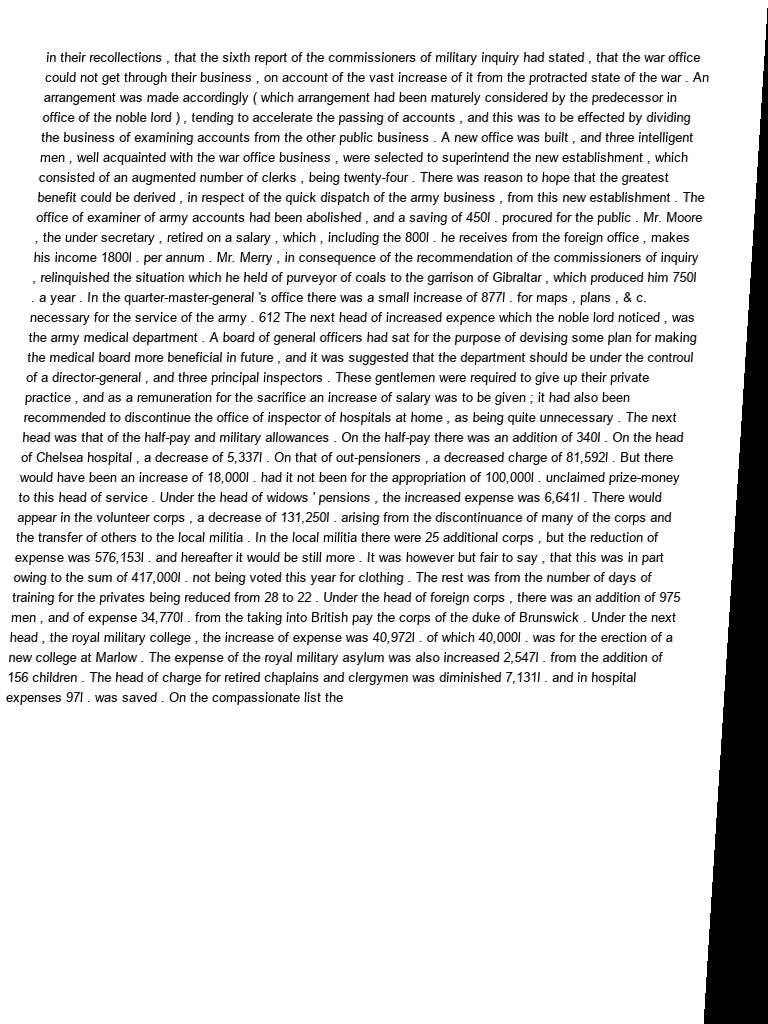 in their recollections , that the sixth report of the commissioners of military inquiry had stated , that the war office
could not get through their business , on account of the vast increase of it from the protracted state of the war . An
arrangement was made accordingly ( which arrangement had been maturely considered by the predecessor in
office of the noble lord ) , tending to accelerate the passing of accounts , and this was to be effected by dividing
the business of examining accounts from the other public business . A new office was built , and three intelligent
men , well acquainted with the war office business , were selected to superintend the new establishment , which
consisted of an augmented number of clerks , being twenty-four . There was reason to hope that the greatest
benefit could be derived , in respect of the quick dispatch of the army business , from this new establishment . The
office of examiner of army accounts had been abolished , and a saving of 450l . procured for the public . Mr. Moore
, the under secretary , retired on a salary , which , including the 800l . he receives from the foreign office , makes
his income 1800l . per annum . Mr. Merry , in consequence of the recommendation of the commissioners of inquiry
, relinquished the situation which he held of purveyor of coals to the garrison of Gibraltar , which produced him 750l
. a year . In the quarter-master-general 's office there was a small increase of 877l . for maps , plans , & c.
necessary for the service of the army . 612 The next head of increased expence which the noble lord noticed , was
the army medical department . A board of general officers had sat for the purpose of devising some plan for making
the medical board more beneficial in future , and it was suggested that the department should be under the controul
of a director-general , and three principal inspectors . These gentlemen were required to give up their private
practice , and as a remuneration for the sacrifice an increase of salary was to be given ; it had also been
recommended to discontinue the office of inspector of hospitals at home , as being quite unnecessary . The next
head was that of the half-pay and military allowances . On the half-pay there was an addition of 340l . On the head
of Chelsea hospital , a decrease of 5,337l . On that of out-pensioners , a decreased charge of 81,592l . But there
would have been an increase of 18,000l . had it not been for the appropriation of 100,000l . unclaimed prize-money
to this head of service . Under the head of widows ' pensions , the increased expense was 6,641l . There would
appear in the volunteer corps , a decrease of 131,250l . arising from the discontinuance of many of the corps and
the transfer of others to the local militia . In the local militia there were 25 additional corps , but the reduction of
expense was 576,153l . and hereafter it would be still more . It was however but fair to say , that this was in part
owing to the sum of 417,000l . not being voted this year for clothing . The rest was from the number of days of
training for the privates being reduced from 28 to 22 . Under the head of foreign corps , there was an addition of 975
men , and of expense 34,770l . from the taking into British pay the corps of the duke of Brunswick . Under the next
head , the royal military college , the increase of expense was 40,972l . of which 40,000l . was for the erection of a
new college at Marlow . The expense of the royal military asylum was also increased 2,547l . from the addition of
156 children . The head of charge for retired chaplains and clergymen was diminished 7,131l . and in hospital
expenses 97l . was saved . On the compassionate list the